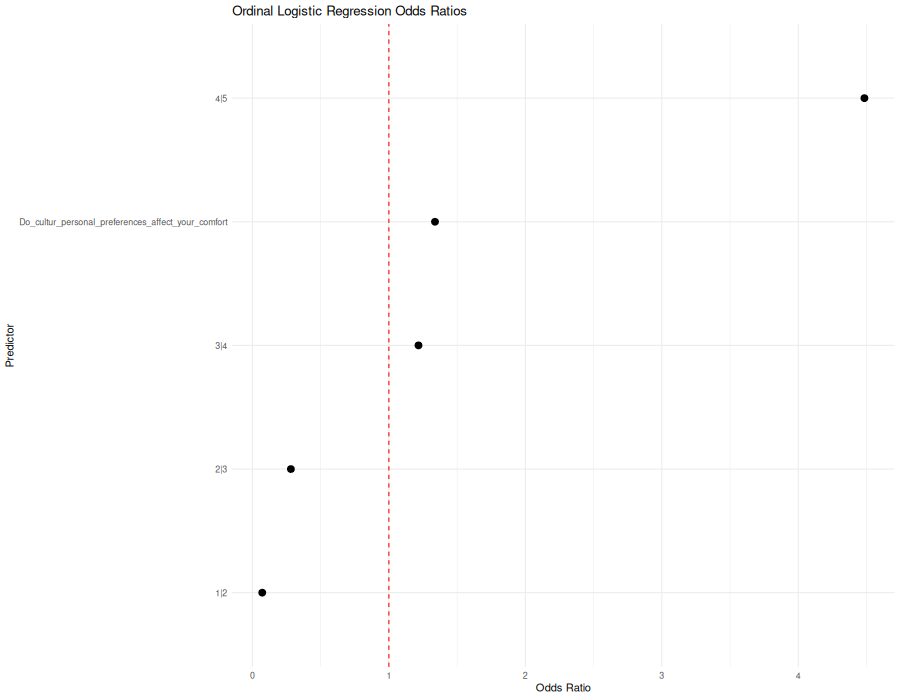 Ordinal Logistic Regression Odds Ratios
4|5
Do_cultur_personal_preferences_affect_your_comfort
3|4
2|3
1|2
Predictor
0 1 2 3 4
Odds Ratio